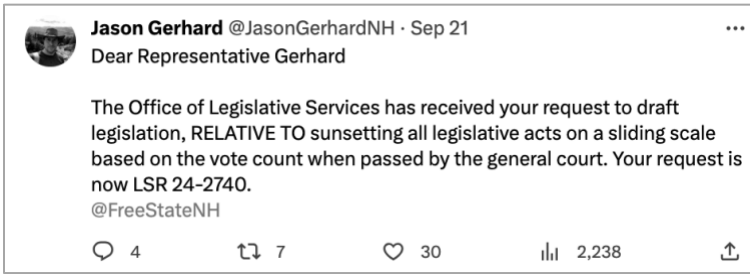 Jason Gerhard @JasonGerhardNH · Sep 21
Dear Representative Gerhard
The Office of Legislative Services has received your request to draft
legislation, RELATIVE TO sunsetting all legislative acts on a sliding scale
based on the vote count when passed by the general court. Your request is
now LSR 24-2740.
@FreeStateNH
4 7 30 2,238